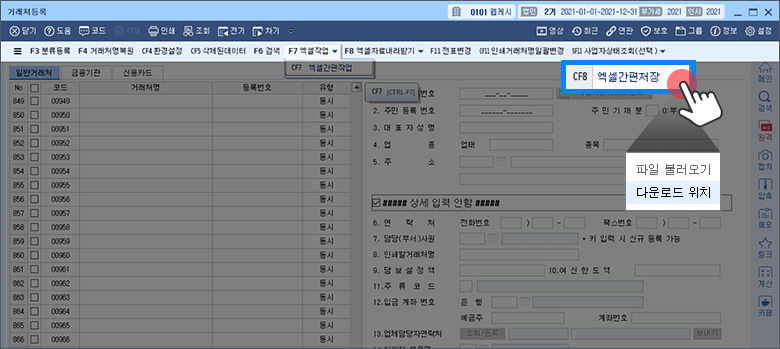 거래처등록
0101 웹케시 법인 2기 2021-01-01~2021-12-31 부가세 2021 인사 2021
닫기 도움 코드 삭제 인쇄 조회 전기 차기 영상 최근 연관 보호 그룹 정보 설정
F3 분류등록 F4 거래처명복원 CF4 환경설정 CF5 삭제된데이터 F6 검색 F7 엑셀작업 F8 엑셀자료내려받기 F11 전표변경 CF11 인쇄거래처명일괄변경 SF11 사업자상태조회(선택)
CF7 엑셀간편작업
CF7 [CTRL-F7]
CF8 엑셀간편저장
파일 불러오기
다운로드 위치
일반거래처 금융기관 신용카드
No 코드 거래처명 등록번호 유형
849 00949 동시
850 00950 동시
851 00951 동시
852 00952 동시
853 00953 동시
854 00954 동시
855 00955 동시
856 00956 동시
857 00957 동시
858 00958 동시
859 00959 동시
860 00960 동시
861 00961 동시
862 00962 동시
863 00963 동시
864 00964 동시
865 00965 동시
866 00966 동시
번호 ___-__-_____
2. 주민 등록 번호 ______-_______ 주 민 기 재 분 0:부
3. 대 표 자 성 명
4. 업 종 업태 종목
5. 주 소
##### 상세 입력 안함 #####
6. 연 락 처 전화번호 ) - 팩스번호 ) -
7. 담당(부서)사원 + 키 입력 시 신규 등록 가능
8. 인쇄할거래처명
9. 담 보 설 정 액 10.여 신 한 도 액
11.주 류 코 드
12.입금 계좌 번호 은 행
예금주 계좌번호
13.업체담당자연락처 조회/등록 보내기
메인
검색
원격
첨부
압축
메모
링크
계산
카페